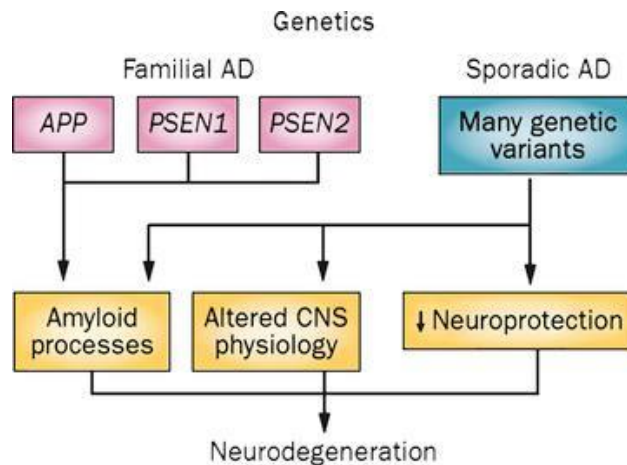 Genetics
Familial AD
Sporadic AD
APP
PSEN1
PSEN2
Many genetic
variants
Amyloid
processes
Altered CNS
physiology
↓ Neuroprotection
Neurodegeneration